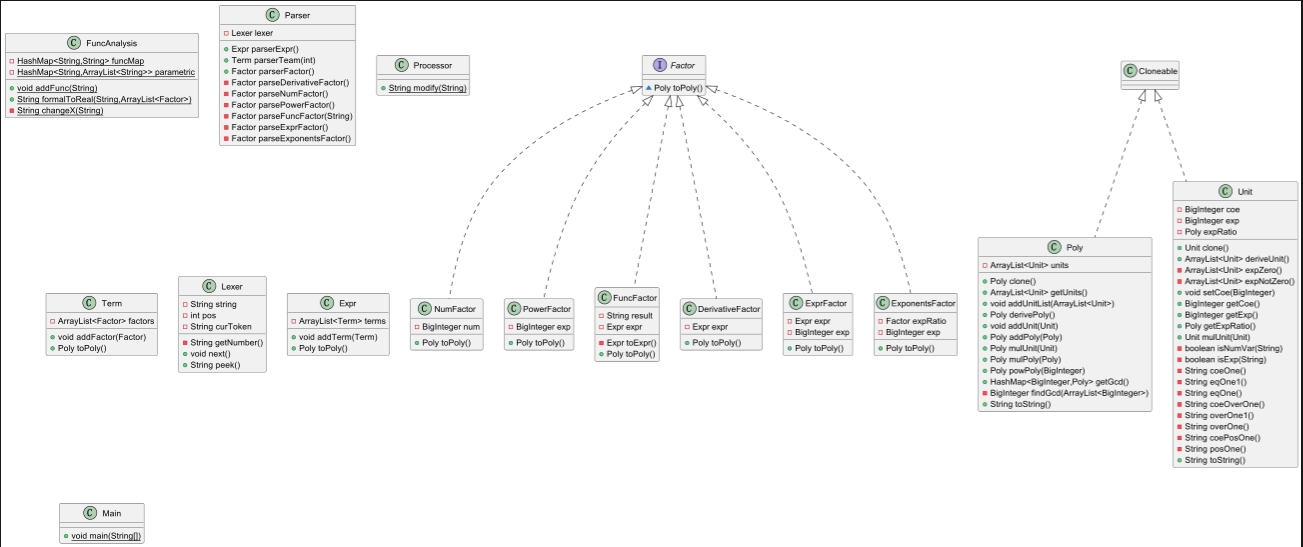 C FuncAnalysis
HashMap<String,String> funcMap
HashMap<String,ArrayList<String>> parametric
void addFunc(String)
String formalToReal(String,ArrayList<Factor>)
String changeX(String)
C Parser
Lexer lexer
Expr parserExpr()
Term parserTeam(int)
Factor parserFactor()
Factor parseDerivativeFactor()
Factor parseNumFactor()
Factor parsePowerFactor()
Factor parseFuncFactor(String)
Factor parseExprFactor()
Factor parseExponentsFactor()
C Processor
String modify(String)
I Factor
Poly toPoly()
C Cloneable
C Term
ArrayList<Factor> factors
void addFactor(Factor)
Poly toPoly()
C Lexer
String string
int pos
String curToken
String getNumber()
void next()
String peek()
C Expr
ArrayList<Term> terms
void addTerm(Term)
Poly toPoly()
C NumFactor
BigInteger num
Poly toPoly()
C PowerFactor
BigInteger exp
Poly toPoly()
C FuncFactor
String result
Expr expr
Expr toExpr()
Poly toPoly()
C DerivativeFactor
Expr expr
Poly toPoly()
C ExprFactor
Expr expr
BigInteger exp
Poly toPoly()
C ExponentsFactor
Factor expRatio
BigInteger exp
Poly toPoly()
C Poly
ArrayList<Unit> units
Poly clone()
ArrayList<Unit> getUnits()
void addUnitList(ArrayList<Unit>)
Poly derivePoly()
void addUnit(Unit)
Poly addPoly(Poly)
Poly mulUnit(Unit)
Poly mulPoly(Poly)
Poly powPoly(BigInteger)
HashMap<BigInteger,Poly> getGcd()
BigInteger findGcd(ArrayList<BigInteger>)
String toString()
C Unit
BigInteger coe
BigInteger exp
Poly expRatio
Unit clone()
ArrayList<Unit> deriveUnit()
ArrayList<Unit> expZero()
ArrayList<Unit> expNotZero()
void setCoe(BigInteger)
BigInteger getCoe()
BigInteger getExp()
Poly getExpRatio()
Unit mulUnit(Unit)
boolean isNumVar(String)
boolean isExp(String)
String coeOne()
String eqOne1()
String eqOne()
String coeOverOne()
String overOne1()
String overOne()
String coePosOne()
String posOne()
String toString()
C Main
void main(String[])